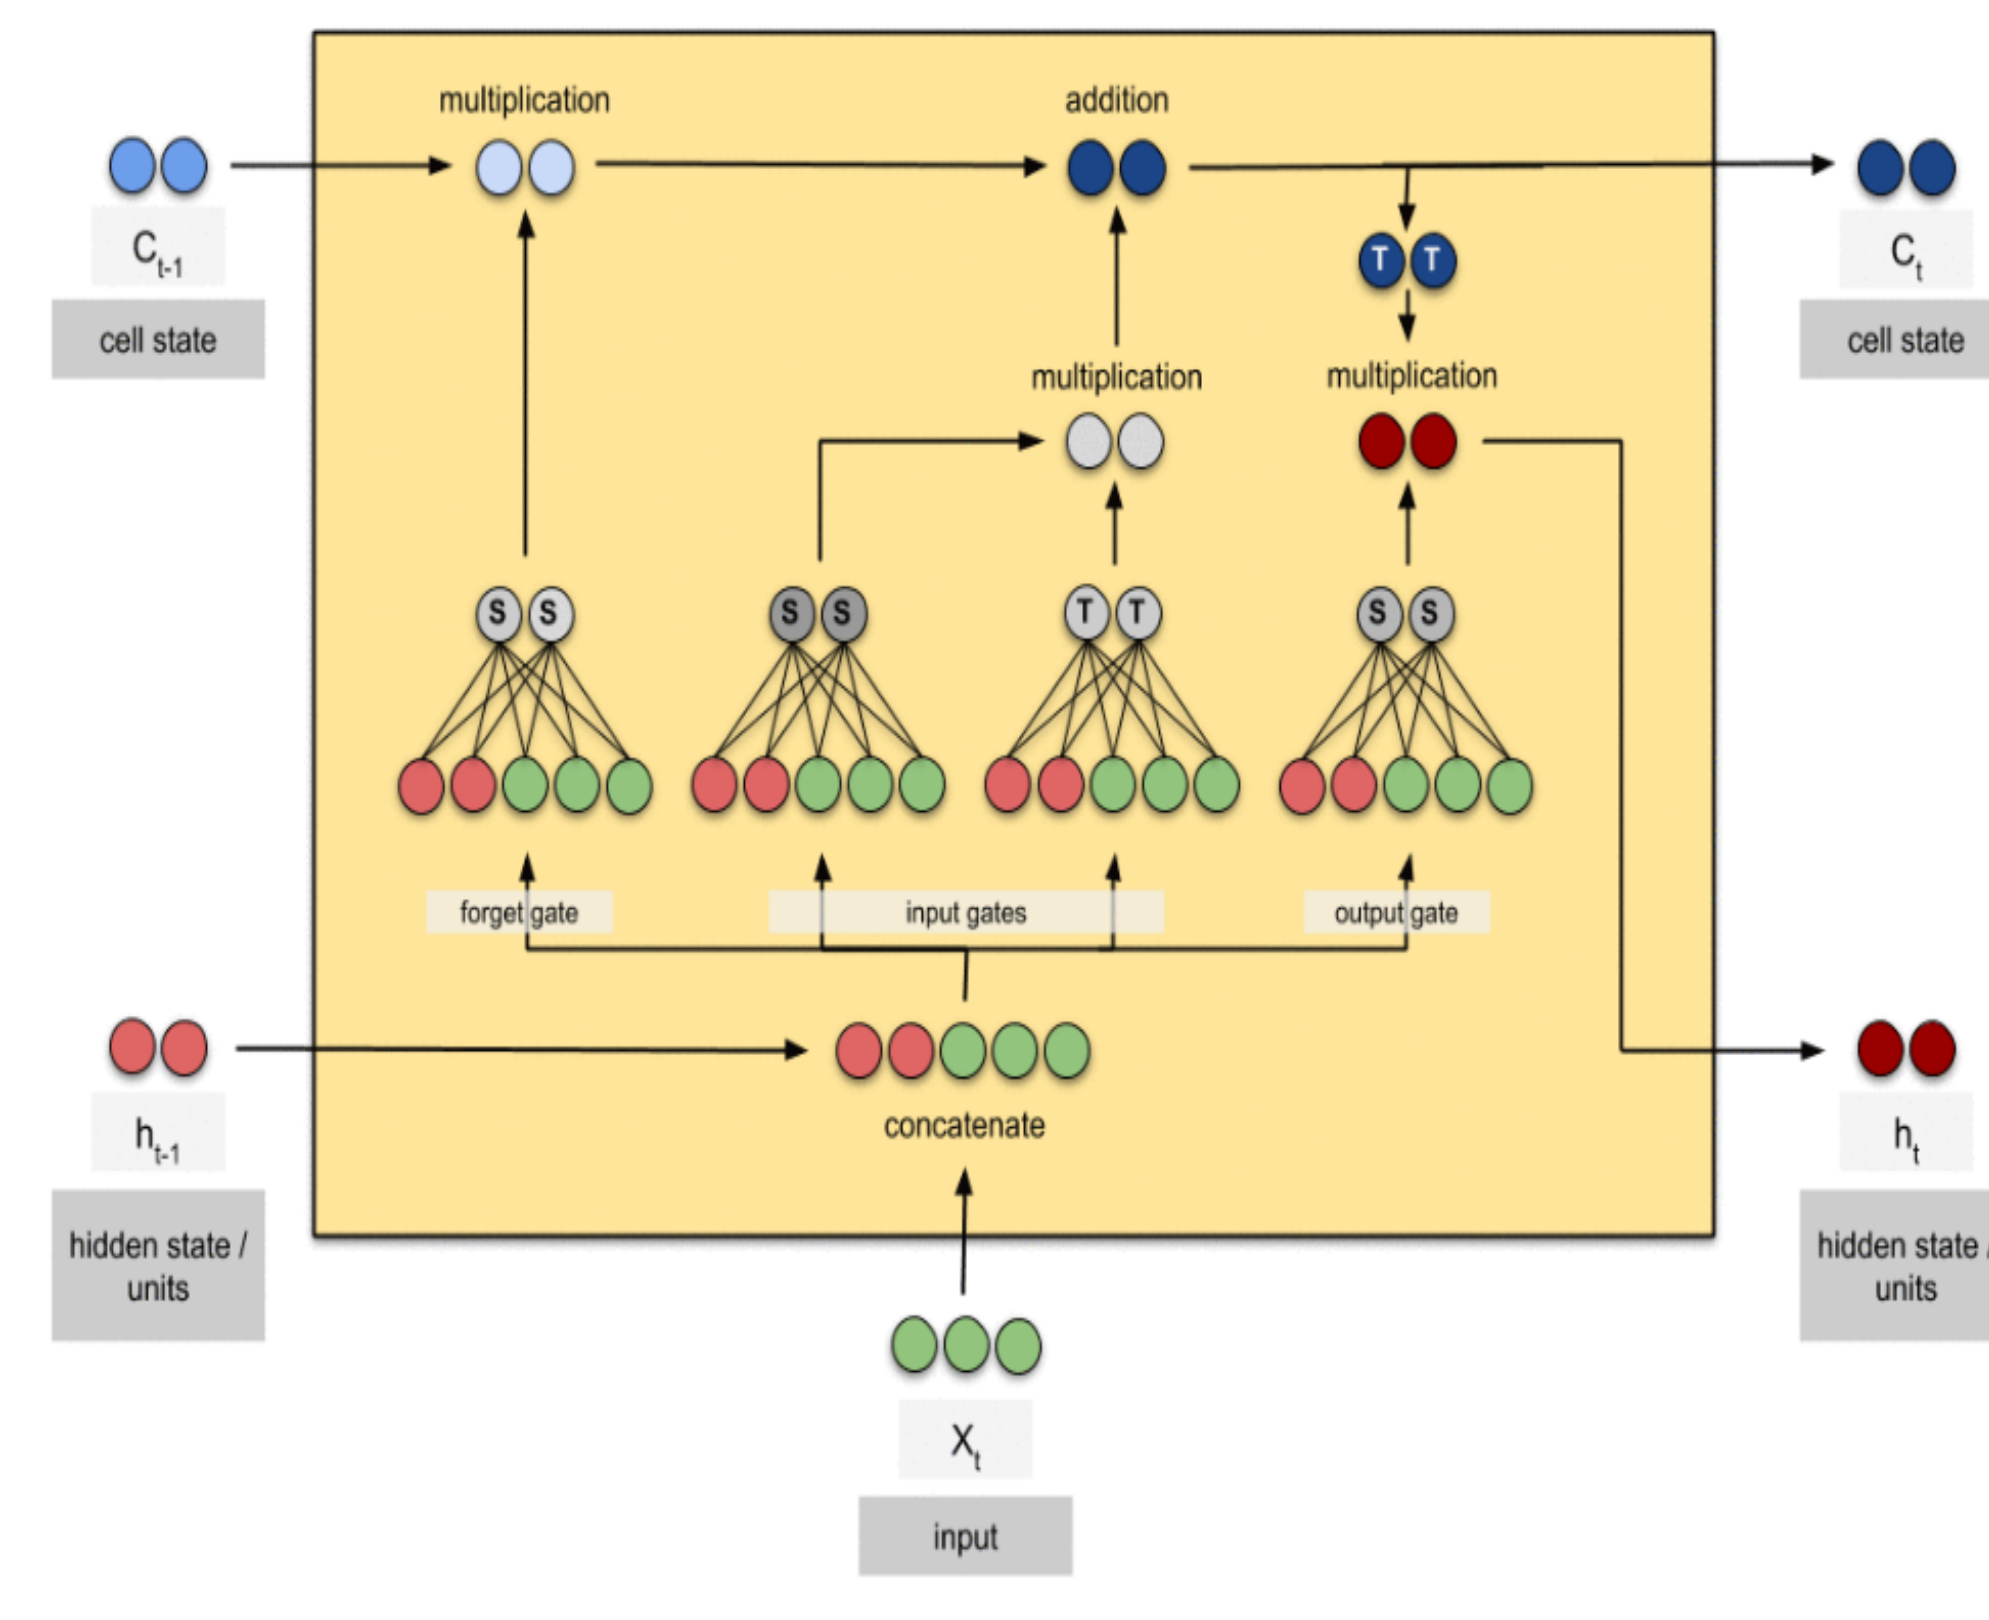 multiplication
addition
C t-1
cell state
T T
C t
cell state
multiplication
multiplication
S S
S S
T T
S S
forget gate
input gates
output gate
h t-1
hidden state /
units
concatenate
h t
hidden state /
units
X t
input